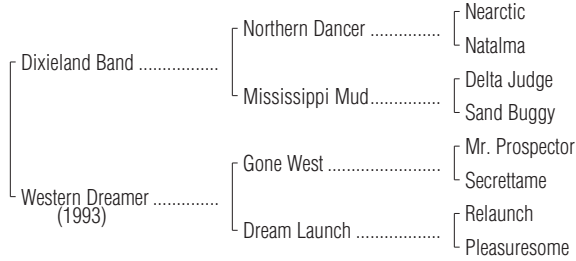 Nearctic
Northern Dancer ................
Natalma
Dixieland Band ..................
Delta Judge
Mississippi Mud................
Sand Buggy
Mr. Prospector
Gone West ..........................
Secrettame
Western Dreamer ...............
(1993)
Relaunch
Dream Launch ...................
Pleasuresome